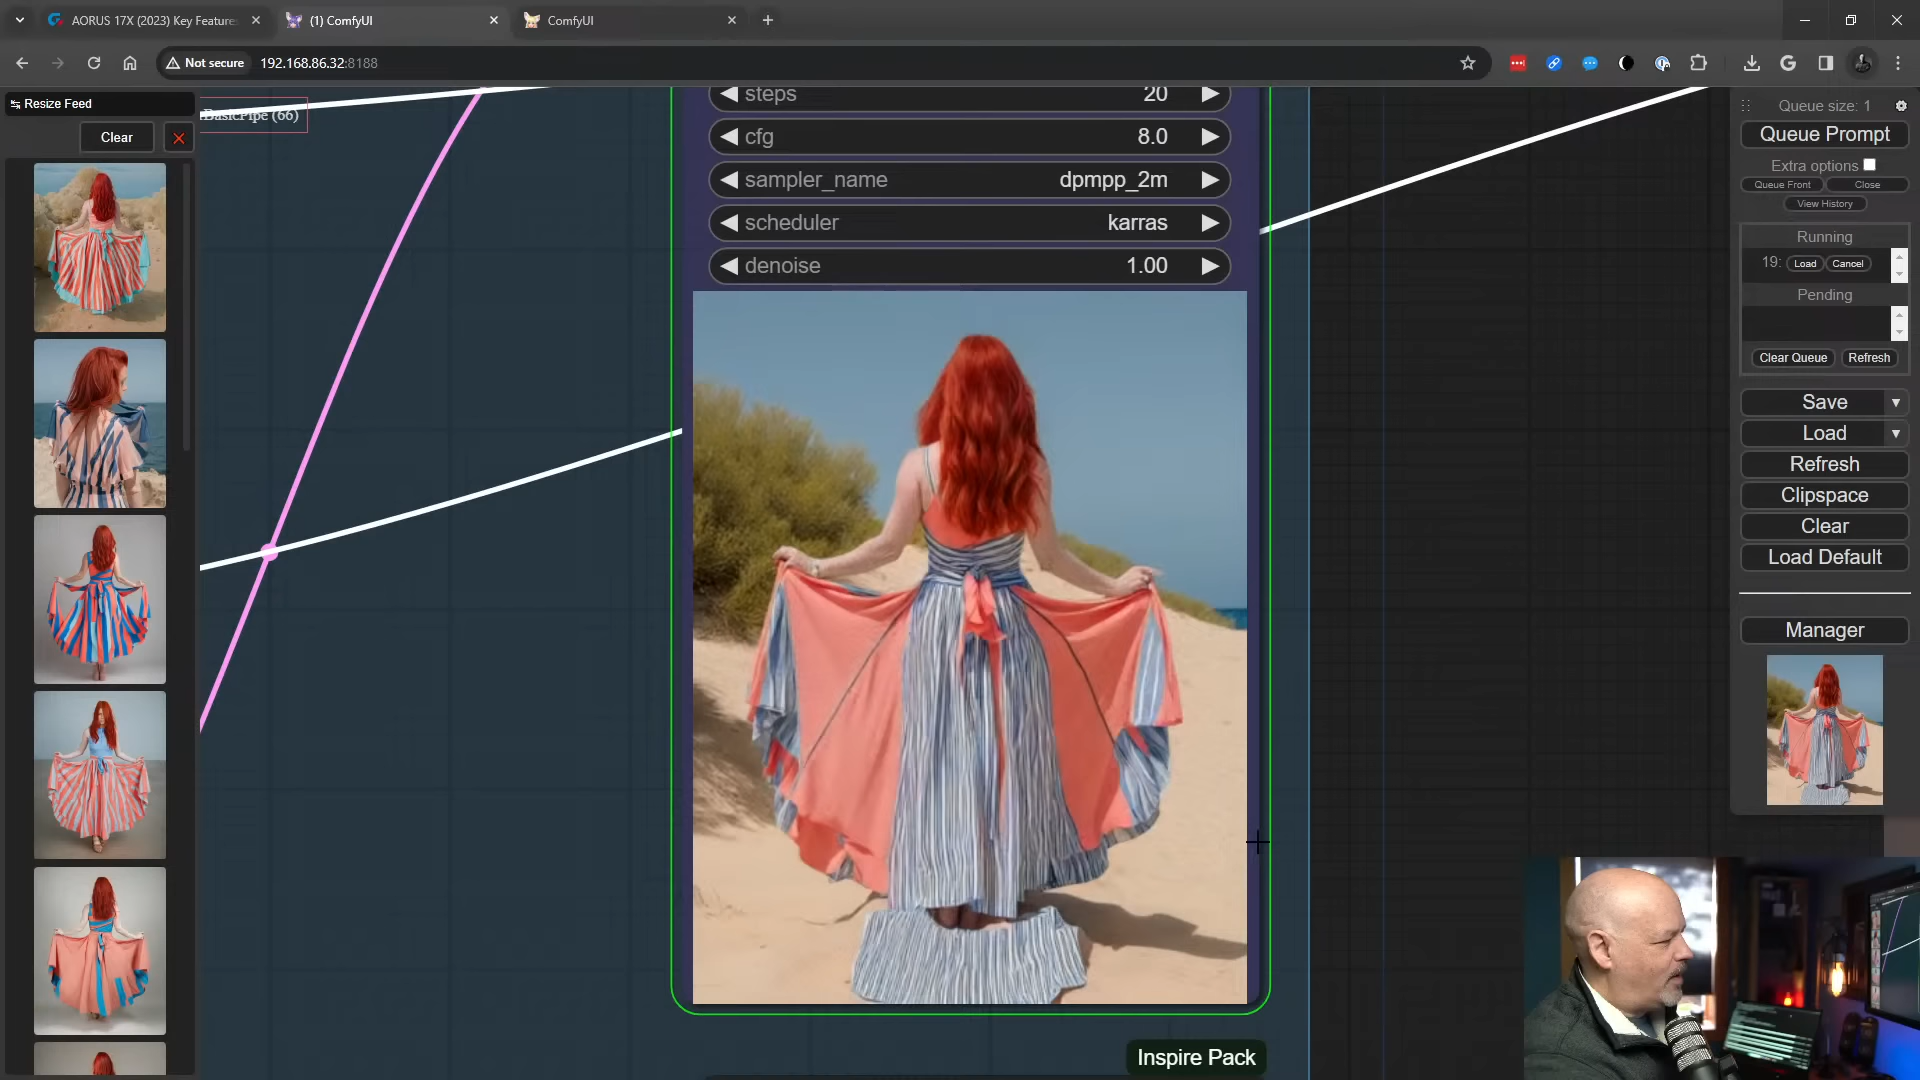 AORUS 17X (2023) Key Feature
(1) ComfyUI
ComfyUI
Not secure
192.168.86.32:8188
Resize Feed
Clear
BasicPipe (66)
steps 20
cfg 8.0
sampler_name dpmpp_2m
scheduler karras
denoise 1.00
Inspire Pack
Queue size: 1
Queue Prompt
Extra options
Queue Front Close
View History
Running
19: Load Cancel
Pending
Clear Queue Refresh
Save
Load
Refresh
Clipspace
Clear
Load Default
Manager